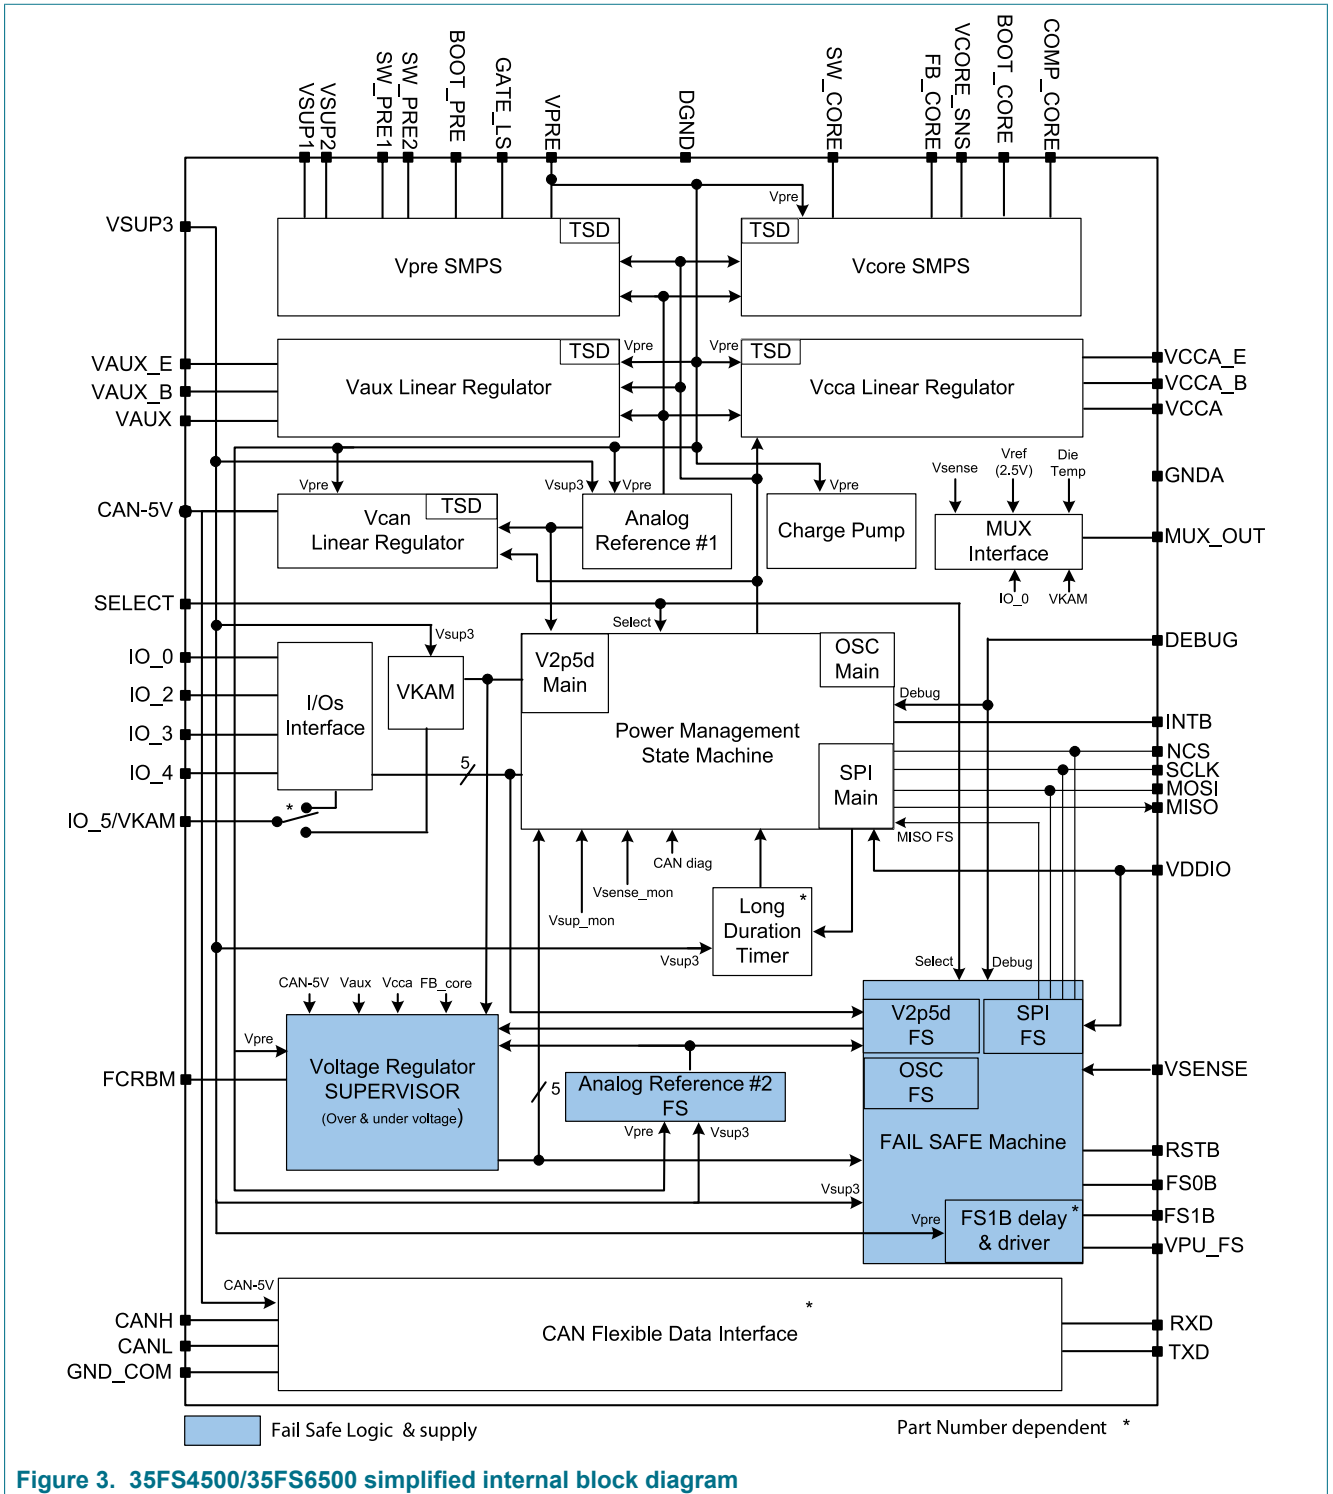 VSUP1
VSUP2
SW_PRE1
SW_PRE2
BOOT_PRE
GATE_LS
VPRE
DGND
SW_CORE
FB_CORE
VCORE_SNS
BOOT_CORE
COMP_CORE
VSUP3
Vpre
TSD
Vpre SMPS
TSD
Vcore SMPS
VAUX_E
VAUX_B
VAUX
TSD
Vpre
Vaux Linear Regulator
Vpre
TSD
Vcca Linear Regulator
VCCA_E
VCCA_B
VCCA
GNDA
CAN-5V
Vpre
TSD
Vcan
Linear Regulator
Vsup3
Vpre
Analog
Reference #1
Vpre
Charge Pump
Vsense
Vref
(2.5V)
Die
Temp
MUX
Interface
IO_0
VKAM
MUX_OUT
SELECT
Select
DEBUG
IO_0
IO_2
IO_3
IO_4
IO_5/VKAM
*
I/Os
Interface
Vsup3
VKAM
V2p5d
Main
OSC
Main
Power Management
State Machine
SPI
Main
5
Debug
INTB
NCS
SCLK
MOSI
MISO
MISO FS
VDDIO
CAN diag
Vsense_mon
Vsup_mon
Long *
Duration
Timer
Vsup3
Select
Debug
CAN-5V
Vaux
Vcca
FB_core
Vpre
Voltage Regulator
SUPERVISOR
(Over & under voltage)
FCRBM
5
Analog Reference #2
FS
Vpre
Vsup3
V2p5d
FS
SPI
FS
OSC
FS
FAIL SAFE Machine
Vsup3
Vpre
FS1B delay *
& driver
VSENSE
RSTB
FS0B
FS1B
VPU_FS
CAN-5V
CANH
CANL
GND_COM
*
CAN Flexible Data Interface
RXD
TXD
Fail Safe Logic & supply
Part Number dependent *
Figure 3. 35FS4500/35FS6500 simplified internal block diagram